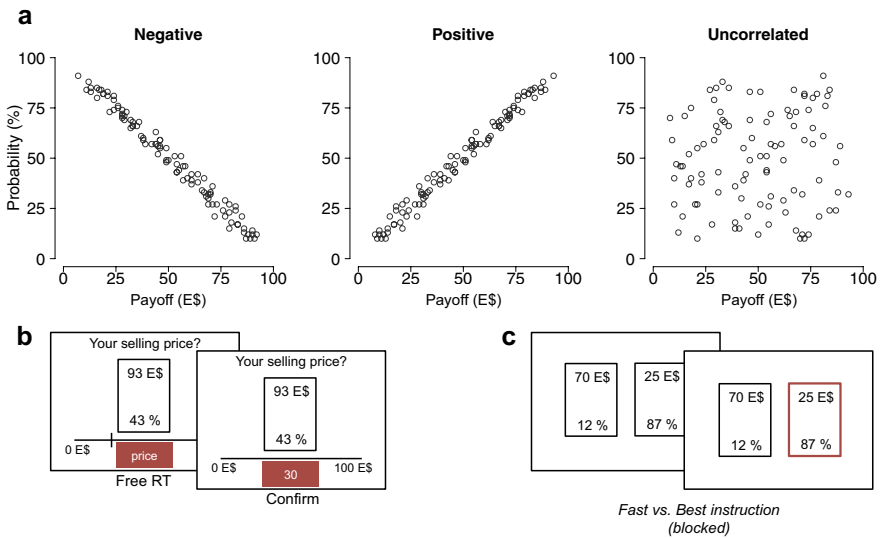 a
Negative
Positive
Uncorrelated
Probability (%)
100
75
50
25
0
100
75
50
25
0
100
75
50
25
0
0 25 50 75 100
0 25 50 75 100
0 25 50 75 100
Payoff (E$)
Payoff (E$)
Payoff (E$)
b
Your selling price?
93 E$
43 %
0 E$
price
Free RT
Your selling price?
93 E$
43 %
0 E$
100 E$
30
Confirm
c
70 E$
25 E$
12 %
87 %
70 E$
25 E$
12 %
87 %
Fast vs. Best instruction
(blocked)